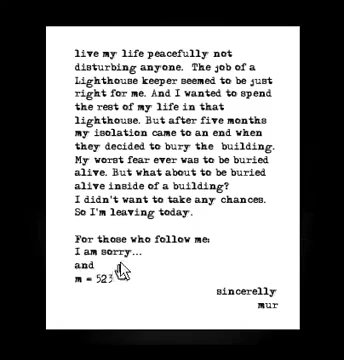 live my life peacefully not
disturbing anyone. The job of a
Lighthouse keeper seemed to be just
right for me. And I wanted to spend
the rest of my life in that
lighthouse. But after five months
my isolation came to an end when
they decided to bury the building.
My worst fear ever was to be buried
alive. But what about to be buried
alive inside of a building?
I didn't want to take any chances.
So I'm leaving today.
For those who follow me:
I am sorry...
and
m = 523
sincerelly
mur